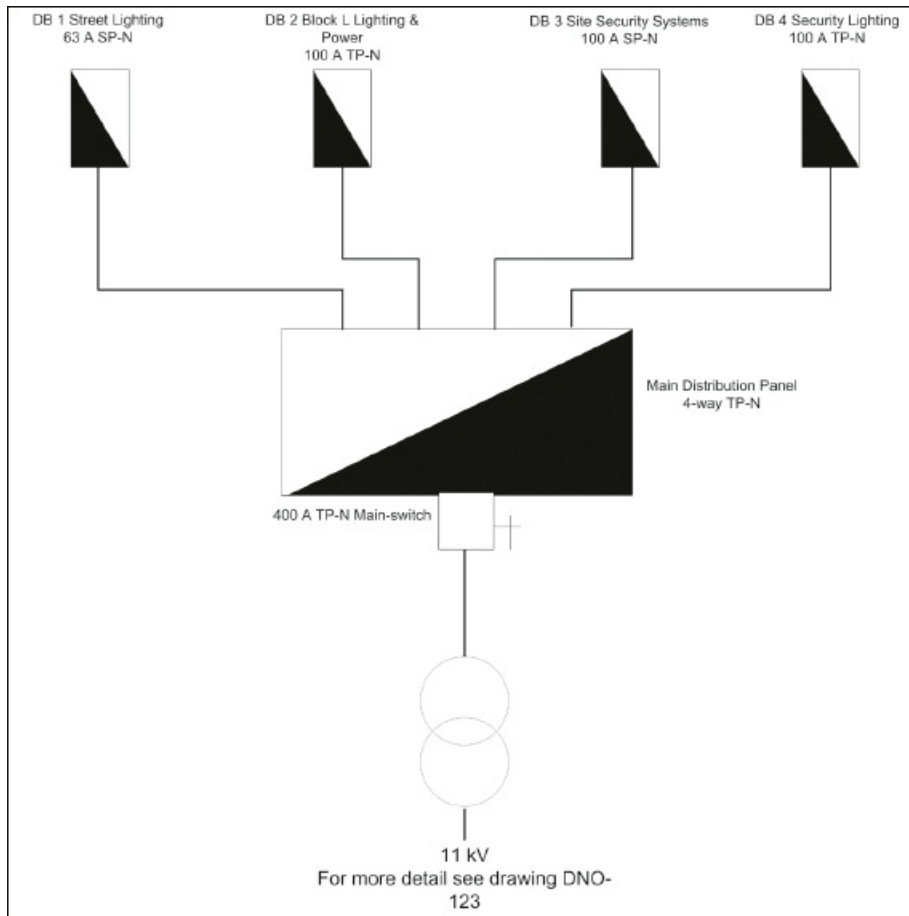 DB 1 Street Lighting
63 A SP-N
DB 2 Block L Lighting &
Power
100 A TP-N
DB 3 Site Security Systems
100 A SP-N
DB 4 Security Lighting
100 A TP-N
Main Distribution Panel
4-way TP-N
400 A TP-N Main-switch
11 kV
For more detail see drawing DNO-
123